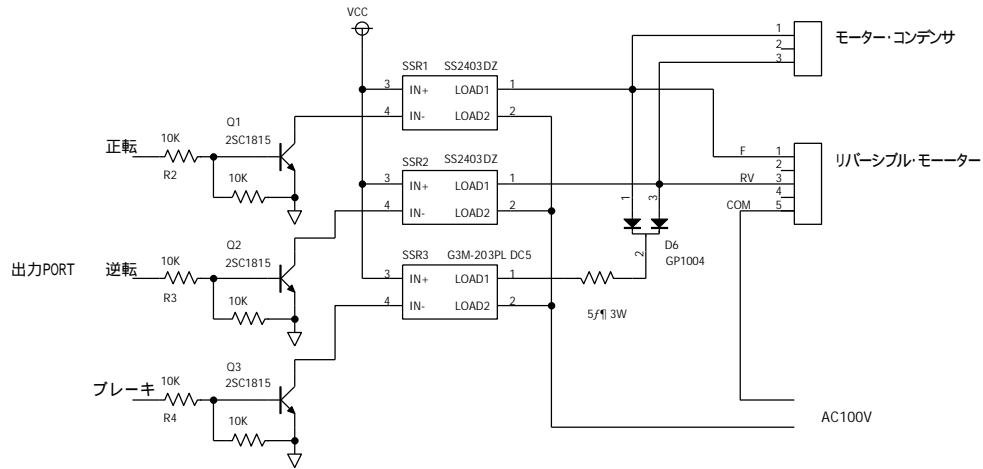 VCC
モーター・コンデンサ
1
2
3
SSR1 SS2403DZ
3 IN+ LOAD1 1
4 IN- LOAD2 2
Q1
2SC1815
正転
10K
R2
10K
SSR2 SS2403DZ
3 IN+ LOAD1 1
4 IN- LOAD2 2
F 1
2
RV 3
4
COM 5
リバーシブル・モーーター
1
3
2
D6
GP1004
Q2
2SC1815
出力PORT
逆転
10K
R3
10K
SSR3 G3M-203PL DC5
3 IN+ LOAD1 1
4 IN- LOAD2 2
5ƒ¶ 3W
Q3
2SC1815
ブレーキ
10K
R4
10K
AC100V